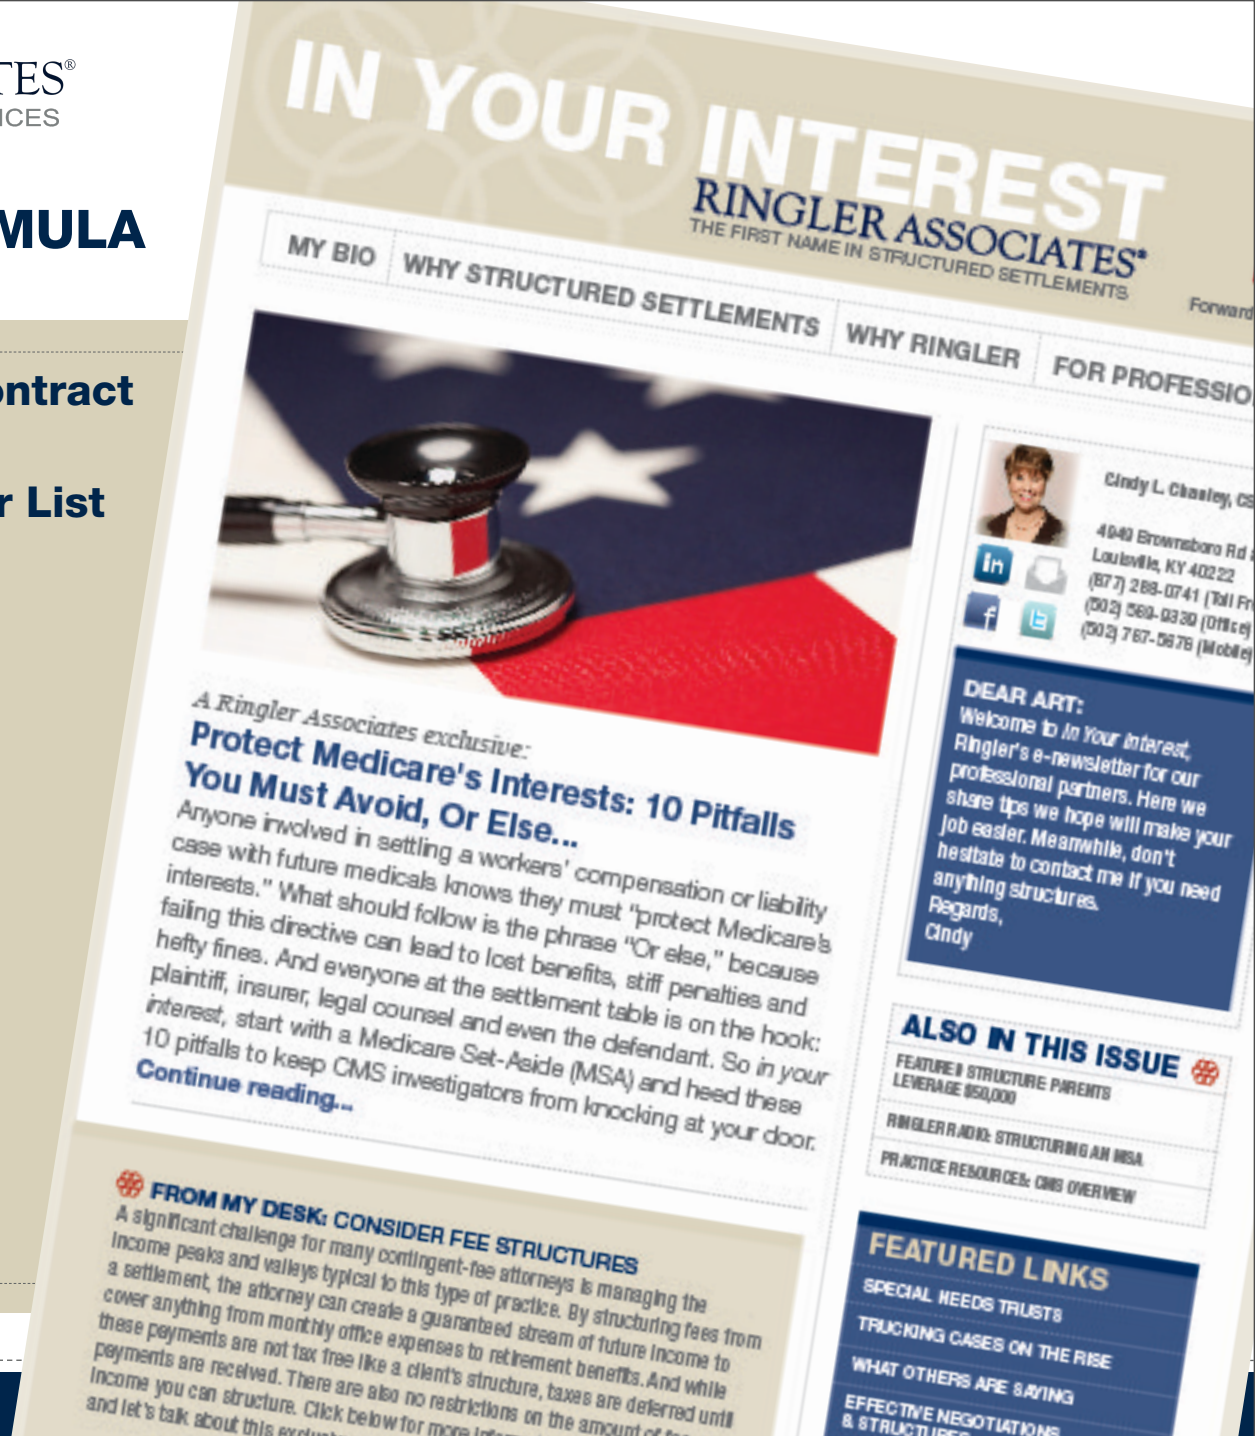 TES®
ICES
MULA
ontract
r List
IN YOUR INTEREST
RINGLER ASSOCIATES®
THE FIRST NAME IN STRUCTURED SETTLEMENTS
Forward
MY BIO
WHY STRUCTURED SETTLEMENTS
WHY RINGLER
FOR PROFESSIO
A Ringler Associates exclusive:
Protect Medicare's Interests: 10 Pitfalls
You Must Avoid, Or Else...
Anyone involved in settling a workers' compensation or liability
case with future medicals knows they must "protect Medicare's
interests." What should follow is the phrase "Or else," because
failing this directive can lead to lost benefits, stiff penalties and
hefty fines. And everyone at the settlement table is on the hook:
plaintiff, insurer, legal counsel and even the defendant. So in your
interest, start with a Medicare Set-Aside (MSA) and heed these
10 pitfalls to keep CMS investigators from knocking at your door.
Continue reading...
FROM MY DESK: CONSIDER FEE STRUCTURES
A significant challenge for many contingent-fee attorneys is managing the
income peaks and valleys typical to this type of practice. By structuring fees from
a settlement, the attorney can create a guaranteed stream of future income to
cover anything from monthly office expenses to retirement benefits. And while
these payments are not tax free like a client's structure, taxes are deferred until
payments are received. There are also no restrictions on the amount of
income you can structure. Click below for more
and let's talk about this
Cindy L. Chanley, CS
4949 Brownsboro Rd
Louisville, KY 40222
(877) 288-0741 (Toll Fr
(502) 569-9339 (Office)
(502) 767-5678 (Mobile)
in
f
DEAR ART:
Welcome to In Your Interest,
Ringler's e-newsletter for our
professional partners. Here we
share tips we hope will make your
job easier. Meanwhile, don't
hesitate to contact me if you need
anything structures.
Regards,
Cindy
ALSO IN THIS ISSUE
FEATURED STRUCTURE: PARENTS
LEVERAGE $50,000
RINGLER RADIO: STRUCTURING AN MSA
PRACTICE RESOURCES: CMS OVERVIEW
FEATURED LINKS
SPECIAL NEEDS TRUSTS
TRUCKING CASES ON THE RISE
WHAT OTHERS ARE SAYING
EFFECTIVE NEGOTIATIONS
& STRUCTURES